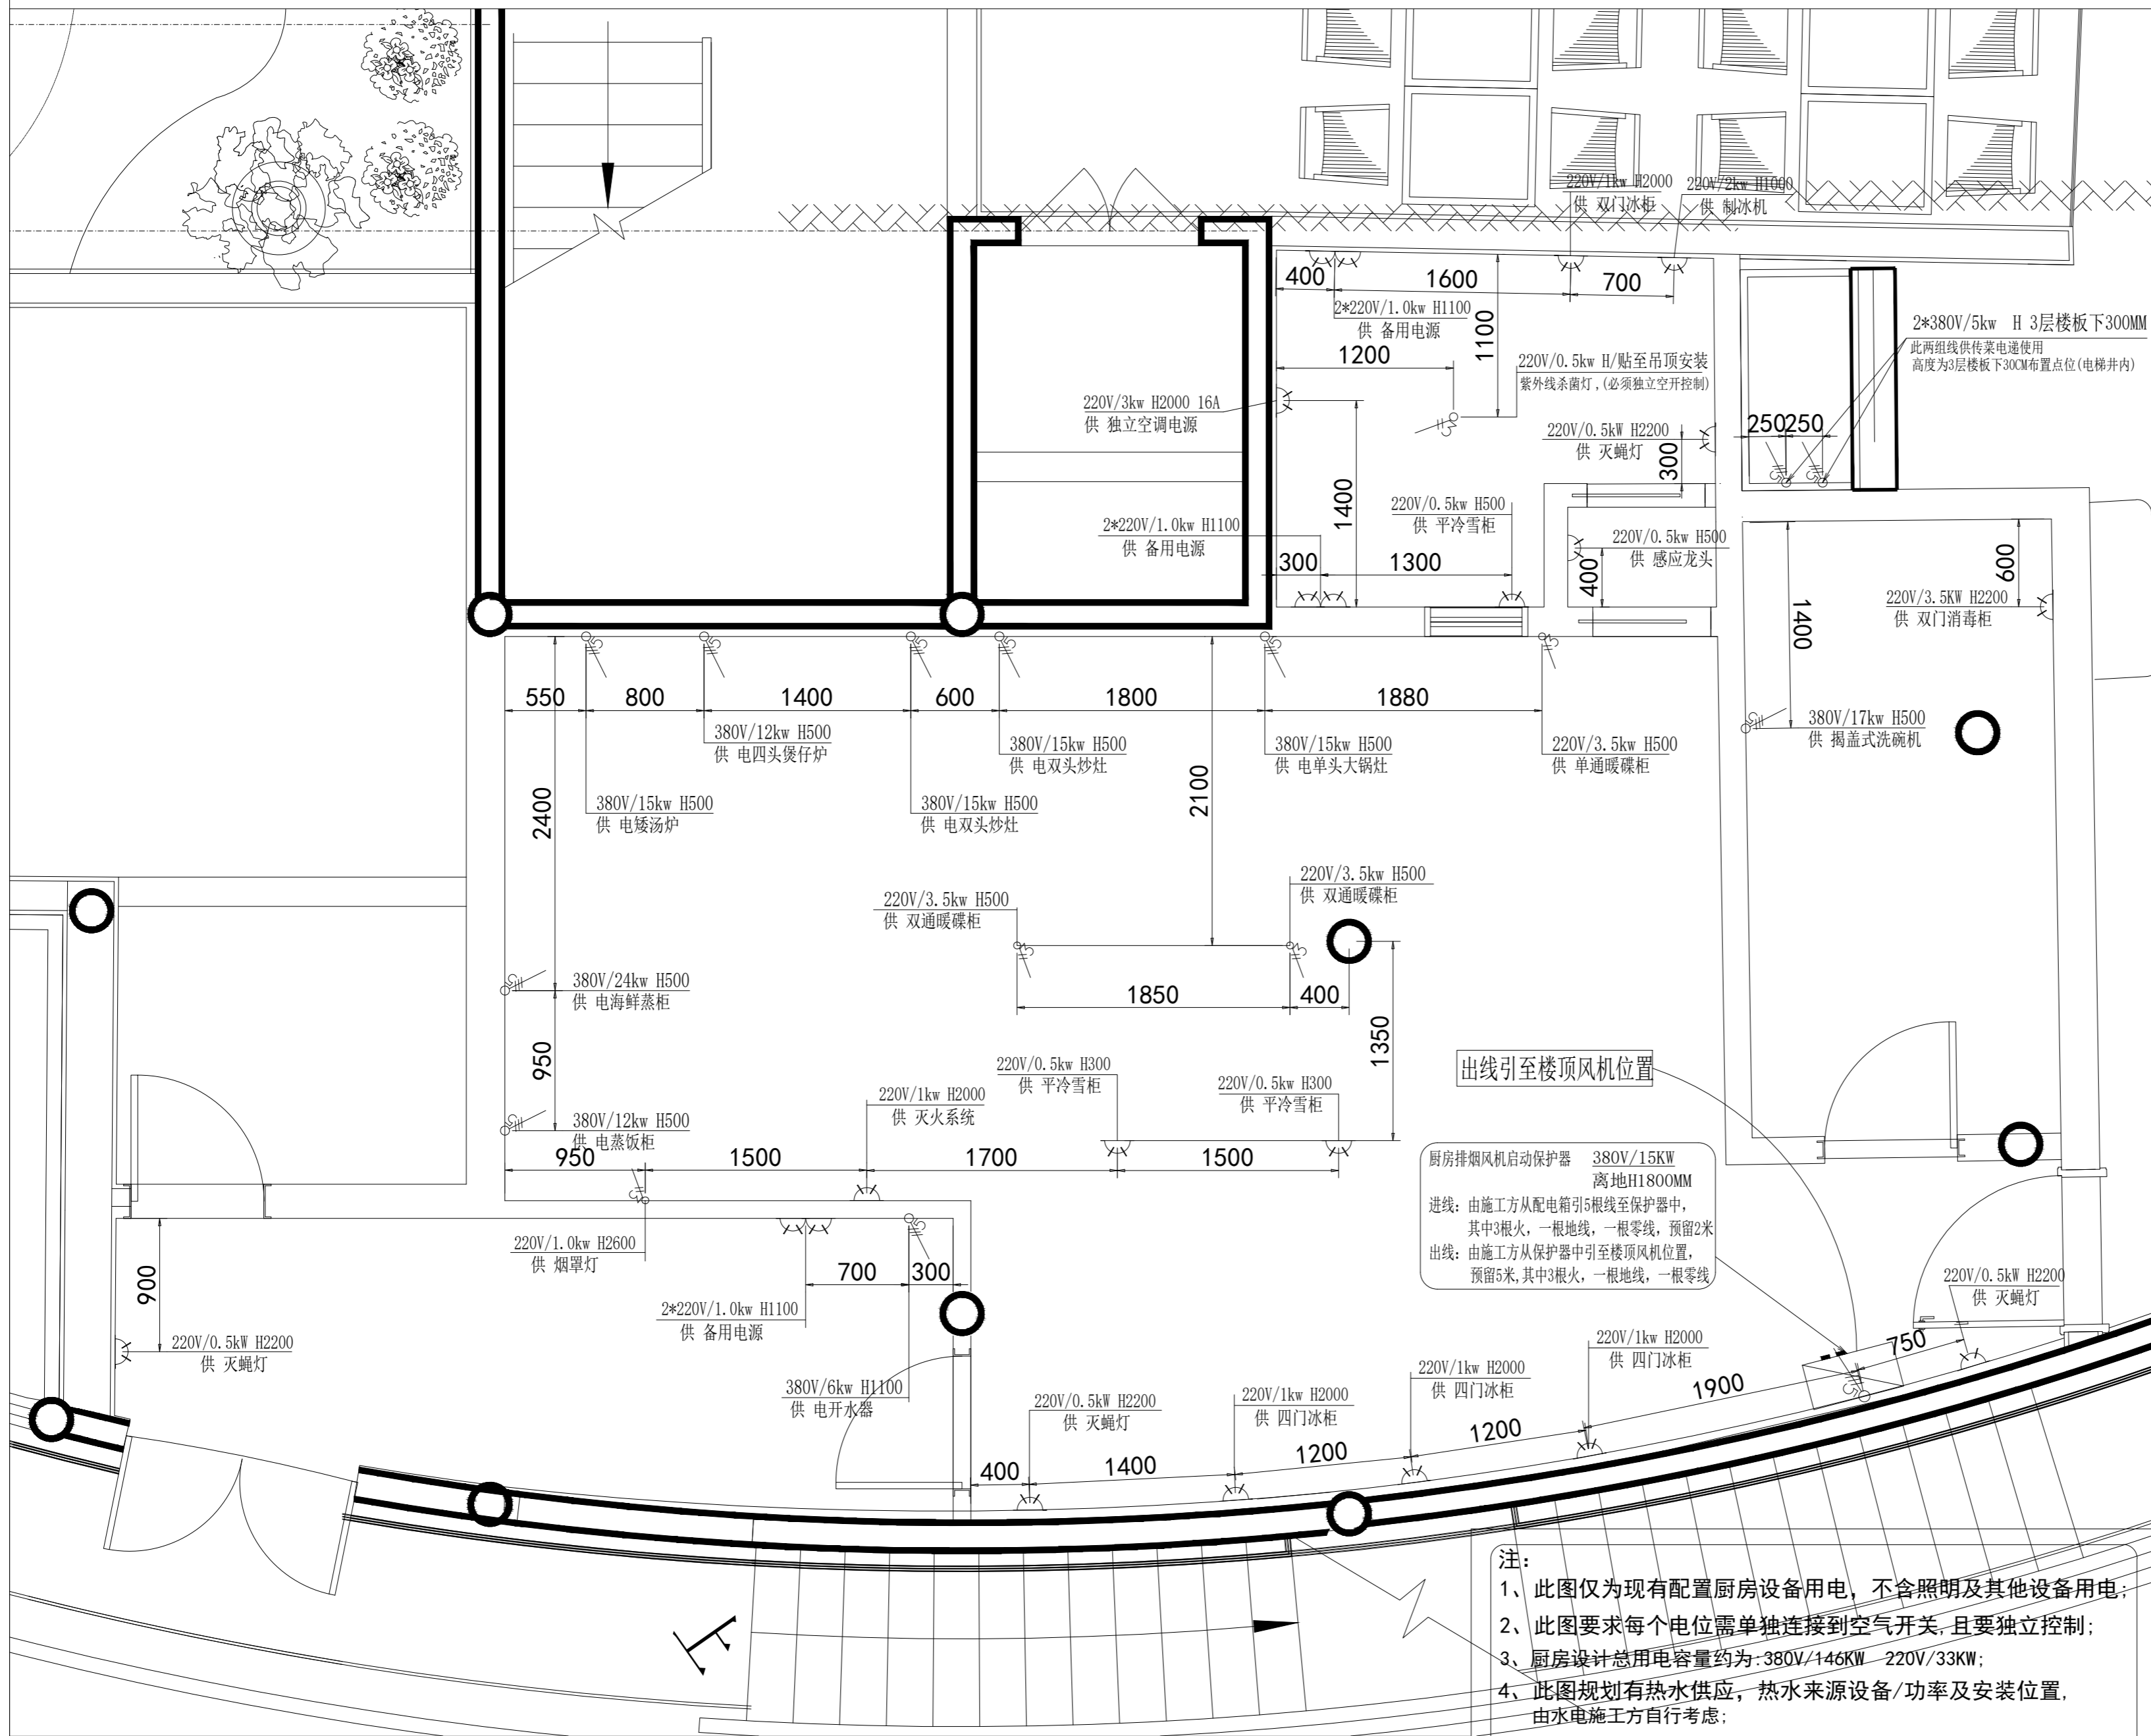 220V/1kw H2000
供 双门冰柜
220V/2kw H1000
供 制冰机
400
1600
700
2*220V/1.0kw H1100
供 备用电源
1100
1200
220V/0.5kw H/贴至吊顶安装
紫外线杀菌灯,(必须独立空开控制)
2*380V/5kw H 3层楼板下300MM
此两组线供传菜电递使用
高度为3层楼板下30CM布置点位(电梯井内)
220V/3kw H2000 16A
供 独立空调电源
220V/0.5kW H2200
供 灭蝇灯
300
250
250
1400
220V/0.5kw H500
供 平冷雪柜
2*220V/1.0kw H1100
供 备用电源
220V/0.5kw H500
供 感应龙头
300
1300
400
600
220V/3.5KW H2200
供 双门消毒柜
1400
550
800
1400
600
1800
1880
380V/12kw H500
供 电四头煲仔炉
380V/15kw H500
供 电双头炒灶
380V/15kw H500
供 电单头大锅灶
220V/3.5kw H500
供 单通暖碟柜
380V/17kw H500
供 揭盖式洗碗机
2400
380V/15kw H500
供 电矮汤炉
380V/15kw H500
供 电双头炒灶
2100
220V/3.5kw H500
供 双通暖碟柜
220V/3.5kw H500
供 双通暖碟柜
380V/24kw H500
供 电海鲜蒸柜
1850
400
950
1350
220V/0.5kw H300
供 平冷雪柜
220V/0.5kw H300
供 平冷雪柜
出线引至楼顶风机位置
220V/1kw H2000
供 灭火系统
380V/12kw H500
供 电蒸饭柜
950
1500
1700
1500
厨房排烟风机启动保护器 380V/15KW
离地H1800MM
进线: 由施工方从配电箱引5根线至保护器中,
其中3根火, 一根地线, 一根零线, 预留2米
出线: 由施工方从保护器中引至楼顶风机位置,
预留5米,其中3根火, 一根地线, 一根零线
220V/1.0kw H2600
供 烟罩灯
900
700
300
2*220V/1.0kw H1100
供 备用电源
220V/0.5kW H2200
供 灭蝇灯
220V/0.5kW H2200
供 灭蝇灯
380V/6kw H1100
供 电开水器
220V/0.5kW H2200
供 灭蝇灯
220V/1kw H2000
供 四门冰柜
220V/1kw H2000
供 四门冰柜
220V/1kw H2000
供 四门冰柜
750
1900
1200
1200
1400
400
注:
1、此图仅为现有配置厨房设备用电, 不含照明及其他设备用电;
2、此图要求每个电位需单独连接到空气开关,且要独立控制;
3、厨房设计总用电容量约为:380V/146KW 220V/33KW;
4、此图规划有热水供应, 热水来源设备/功率及安装位置,
由水电施工方自行考虑;